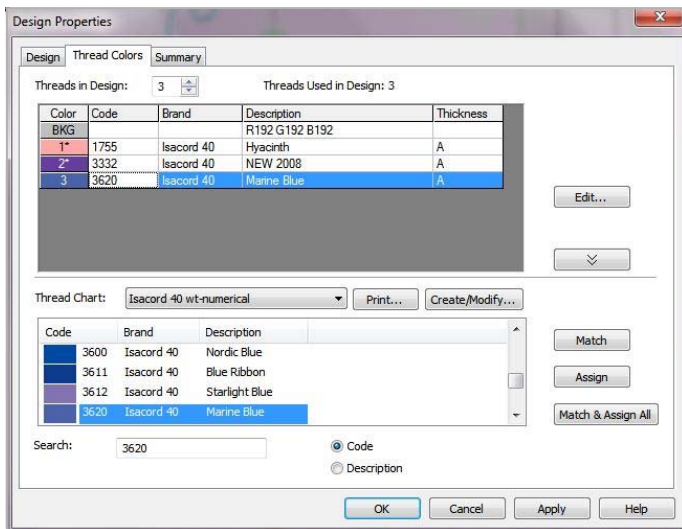 Design Properties
Design Thread Colors Summary
Threads in Design: 3 Threads Used in Design: 3
Color Code Brand Description Thickness
BKG R192 G192 B192
1* 1755 Isacord 40 Hyacinth A
2* 3332 Isacord 40 NEW 2008 A
3 3620 Isacord 40 Marine Blue A
Edit...
Thread Chart: Isacord 40 wt-numerical Print... Create/Modify...
Code Brand Description
Match
3600 Isacord 40 Nordic Blue
3611 Isacord 40 Blue Ribbon
Assign
3612 Isacord 40 Starlight Blue
3620 Isacord 40 Marine Blue
Match & Assign All
Search: 3620 Code
Description
OK Cancel Apply Help